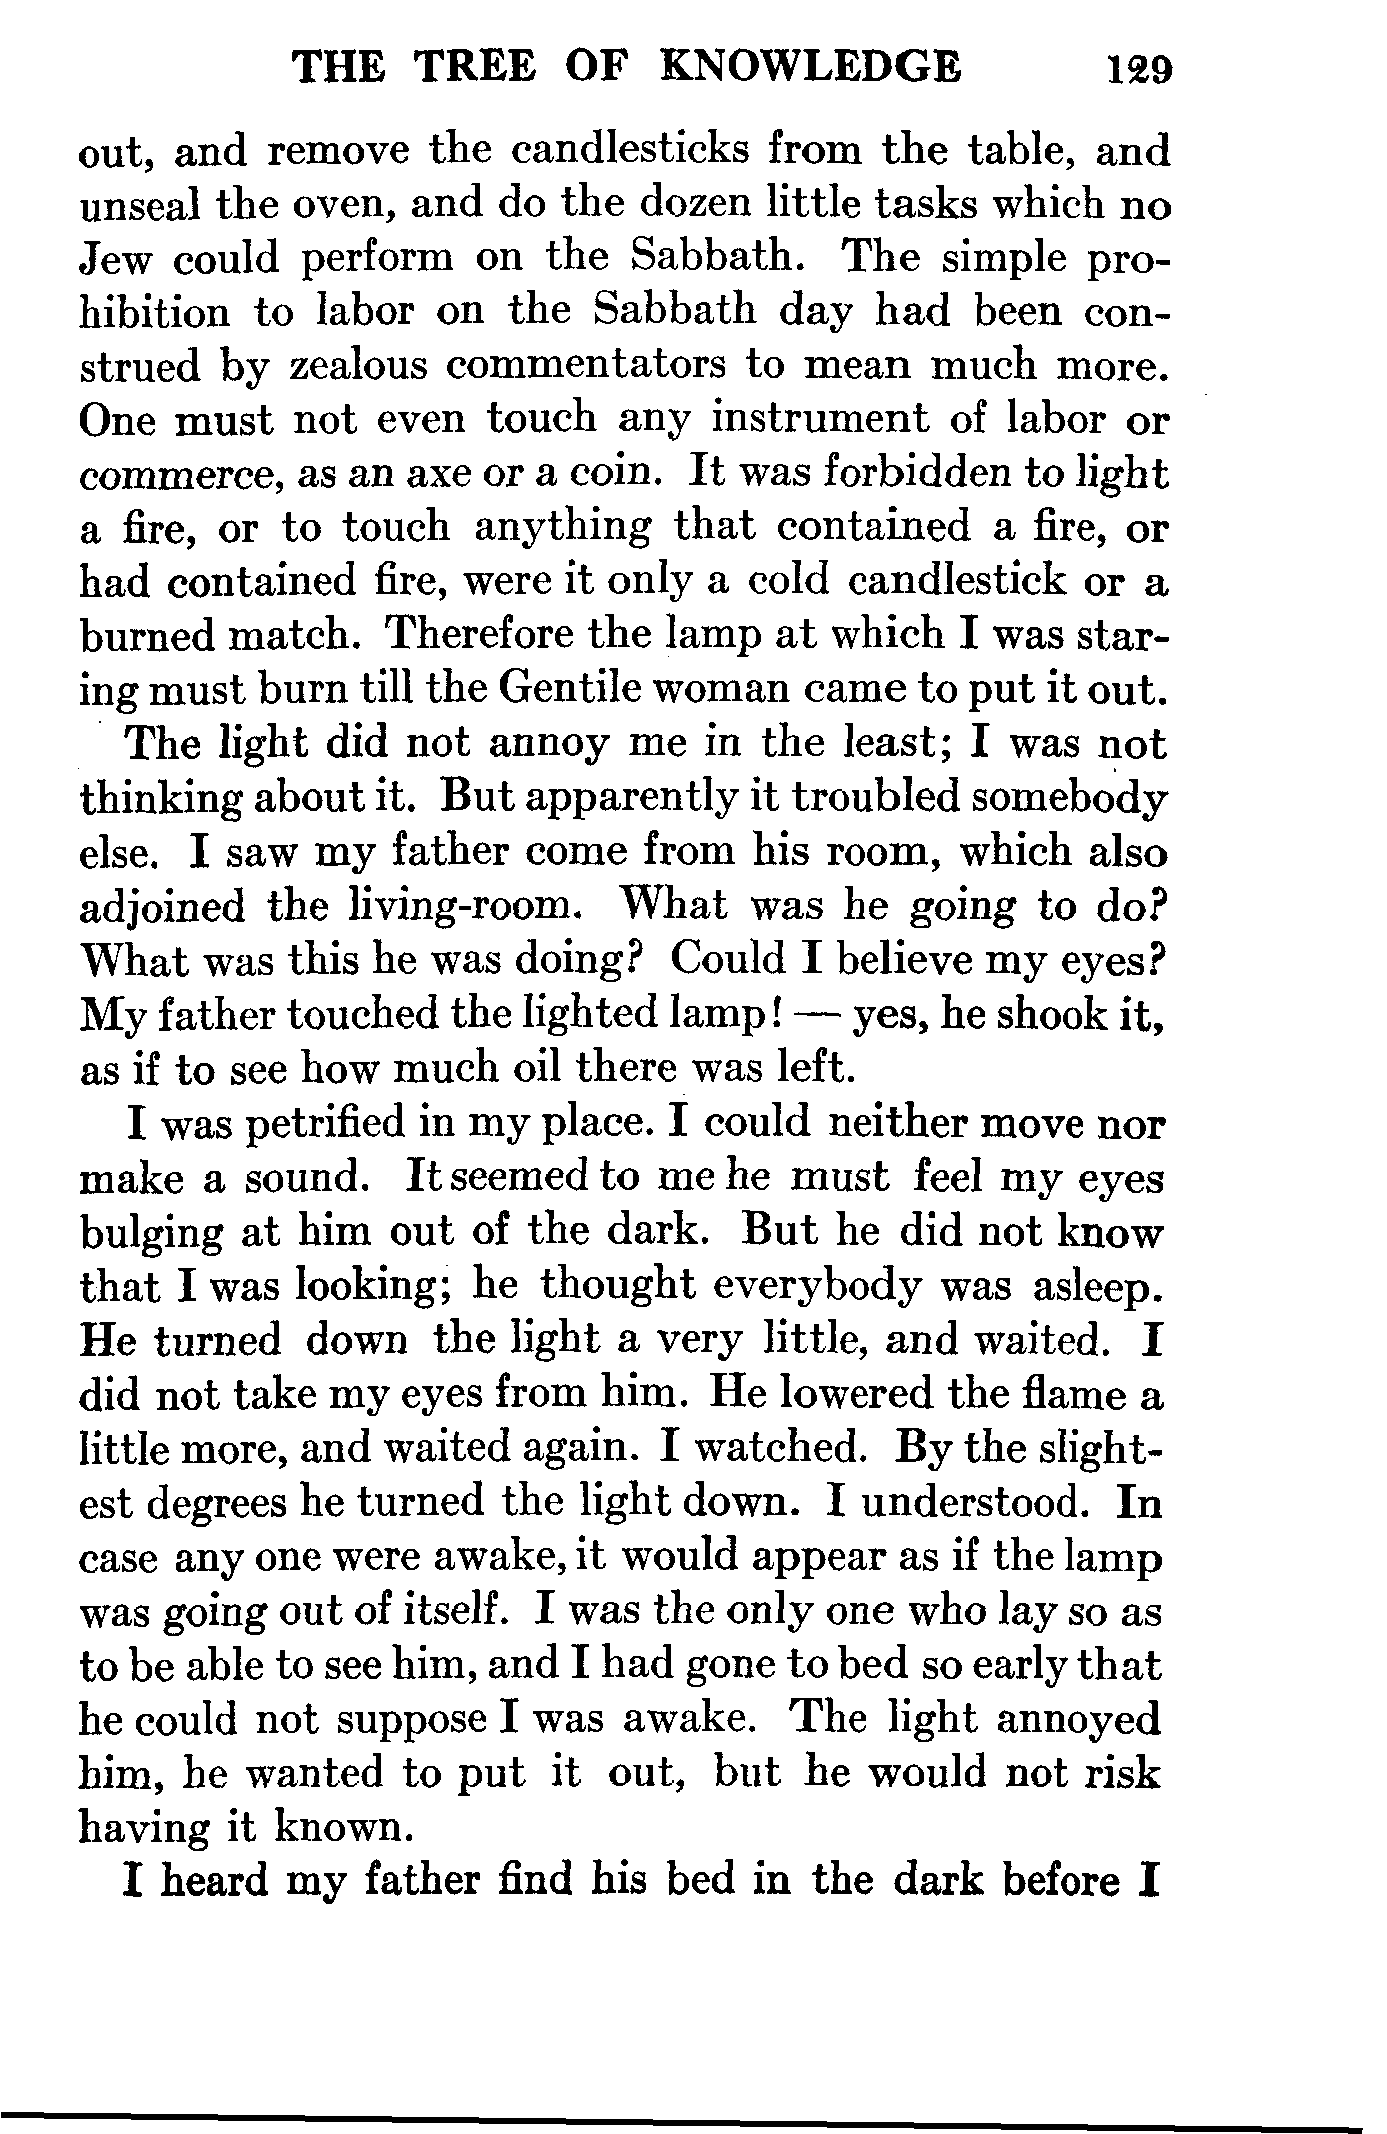 THE TREE OF KNOWLEDGE 129
out, and remove the candlesticks from the table, and
unseal the oven, and do the dozen little tasks which no
Jew could perform on the Sabbath. The simple pro-
hibition to labor on the Sabbath day had been con-
strued by zealous commentators to mean much more.
One must not even touch any instrument of labor or
commerce, as an axe or a coin. It was forbidden to light
a fire, or to touch anything that contained a fire, or
had contained fire, were it only a cold candlestick or a
burned match. Therefore the lamp at which I was star-
ing must burn till the Gentile woman came to put it out.
The light did not annoy me in the least; I was not
thinking about it. But apparently it troubled somebody
else. I saw my father come from his room, which also
adjoined the living-room. What was he going to do?
What was this he was doing? Could I believe my eyes?
My father touched the lighted lamp! — yes, he shook it,
as if to see how much oil there was left.
I was petrified in my place. I could neither move nor
make a sound. It seemed to me he must feel my eyes
bulging at him out of the dark. But he did not know
that I was looking; he thought everybody was asleep.
He turned down the light a very little, and waited. I
did not take my eyes from him. He lowered the flame a
little more, and waited again. I watched. By the slight-
est degrees he turned the light down. I understood. In
case any one were awake, it would appear as if the lamp
was going out of itself. I was the only one who lay so as
to be able to see him, and I had gone to bed so early that
he could not suppose I was awake. The light annoyed
him, he wanted to put it out, but he would not risk
having it known.
I heard my father find his bed in the dark before I